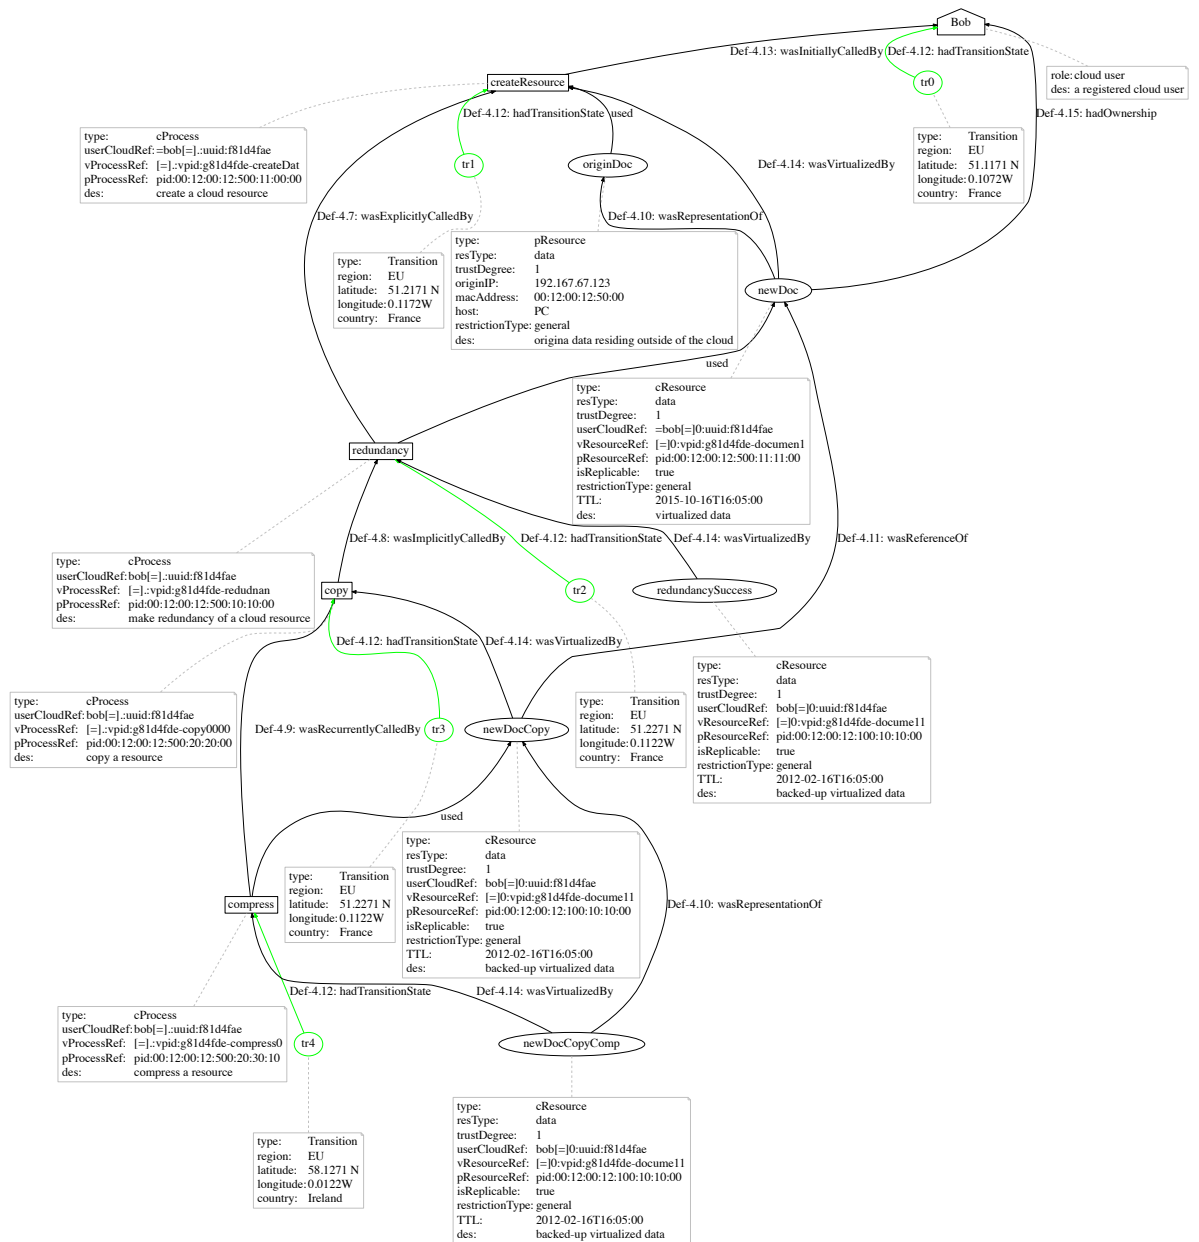 Bob
Def-4.13: wasInitiallyCalledBy
Def-4.12: hadTransitionState
role: cloud user
des: a registered cloud user
createResource
tr0
Def-4.12: hadTransitionState
used
Def-4.15: hadOwnership
type: cProcess
userCloudRef:=bob[=].:uuid:f81d4fae
vProcessRef: [=].:vpid:g81d4fde-createDat
pProcessRef: pid:00:12:00:12:500:11:00:00
des: create a cloud resource
tr1
originDoc
Def-4.14: wasVirtualizedBy
type: Transition
region: EU
latitude: 51.1171 N
longitude:0.1072W
country: France
Def-4.7: wasExplicitlyCalledBy
Def-4.10: wasRepresentationOf
type: Transition
region: EU
latitude: 51.2171 N
longitude:0.1172W
country: France
type: pResource
resType: data
trustDegree: 1
originIP: 192.167.67.123
macAddress: 00:12:00:12:50:00
host: PC
restrictionType: general
des: origina data residing outside of the cloud
newDoc
used
type: cResource
resType: data
trustDegree: 1
userCloudRef: =bob[=]0:uuid:f81d4fae
vResourceRef: [=]0:vpid:g81d4fde-documen1
pResourceRef: pid:00:12:00:12:500:11:11:00
isReplicable: true
restrictionType: general
TTL: 2015-10-16T16:05:00
des: virtualized data
redundancy
Def-4.8: wasImplicitlyCalledBy
Def-4.12: hadTransitionState
Def-4.14: wasVirtualizedBy
Def-4.11: wasReferenceOf
type: cProcess
userCloudRef:bob[=].:uuid:f81d4fae
vProcessRef: [=].:vpid:g81d4fde-redudnan
pProcessRef: pid:00:12:00:12:500:10:10:00
des: make redundancy of a cloud resource
copy
tr2
redundancySuccess
Def-4.12: hadTransitionState
Def-4.14: wasVirtualizedBy
type: cProcess
userCloudRef:bob[=].:uuid:f81d4fae
vProcessRef: [=].:vpid:g81d4fde-copy0000
pProcessRef: pid:00:12:00:12:500:20:20:00
des: copy a resource
Def-4.9: wasRecurrentlyCalledBy
tr3
newDocCopy
type: Transition
region: EU
latitude: 51.2271 N
longitude:0.1122W
country: France
type: cResource
resType: data
trustDegree: 1
userCloudRef: bob[=]0:uuid:f81d4fae
vResourceRef: [=]0:vpid:g81d4fde-docume11
pResourceRef: pid:00:12:00:12:100:10:10:00
isReplicable: true
restrictionType: general
TTL: 2012-02-16T16:05:00
des: backed-up virtualized data
used
type: Transition
region: EU
latitude: 51.2271 N
longitude:0.1122W
country: France
type: cResource
resType: data
trustDegree: 1
userCloudRef: bob[=]0:uuid:f81d4fae
vResourceRef: [=]0:vpid:g81d4fde-docume11
pResourceRef: pid:00:12:00:12:100:10:10:00
isReplicable: true
restrictionType: general
TTL: 2012-02-16T16:05:00
des: backed-up virtualized data
compress
Def-4.10: wasRepresentationOf
Def-4.12: hadTransitionState
Def-4.14: wasVirtualizedBy
type: cProcess
userCloudRef:bob[=].:uuid:f81d4fae
vProcessRef: [=].:vpid:g81d4fde-compress0
pProcessRef: pid:00:12:00:12:500:20:30:10
des: compress a resource
tr4
newDocCopyComp
type: Transition
region: EU
latitude: 58.1271 N
longitude:0.0122W
country: Ireland
type: cResource
resType: data
trustDegree: 1
userCloudRef: bob[=]0:uuid:f81d4fae
vResourceRef: [=]0:vpid:g81d4fde-docume11
pResourceRef: pid:00:12:00:12:100:10:10:00
isReplicable: true
restrictionType: general
TTL: 2012-02-16T16:05:00
des: backed-up virtualized data